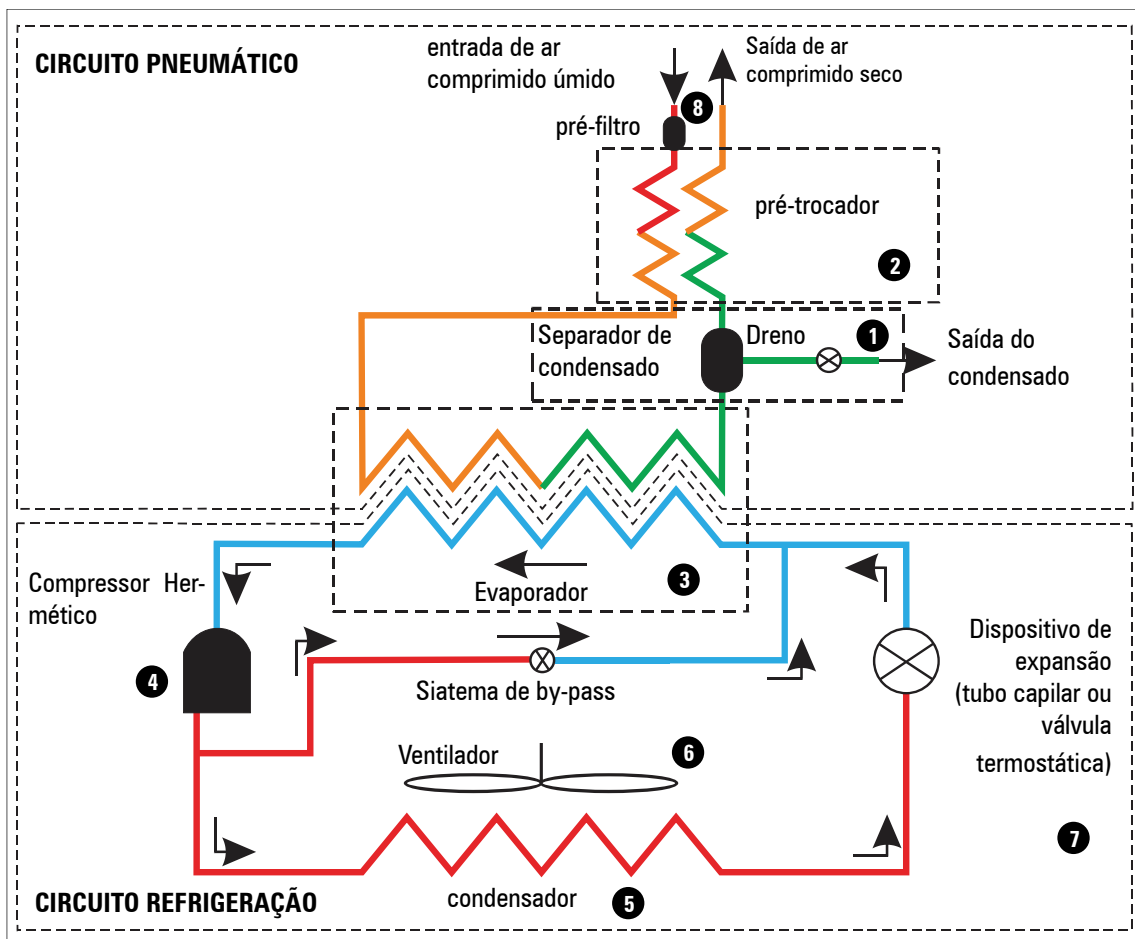 CIRCUITO PNEUMÁTICO
entrada de ar
comprimido úmido
Saída de ar
comprimido seco
8
pré-filtro
pré-trocador
2
Separador de
condensado
Dreno
1
Saída do
condensado
Evaporador
3
Compressor Her-
mético
4
Siatema de by-pass
Dispositivo de
expansão
(tubo capilar ou
válvula
termostática)
Ventilador
6
7
condensador
5
CIRCUITO REFRIGERAÇÃO